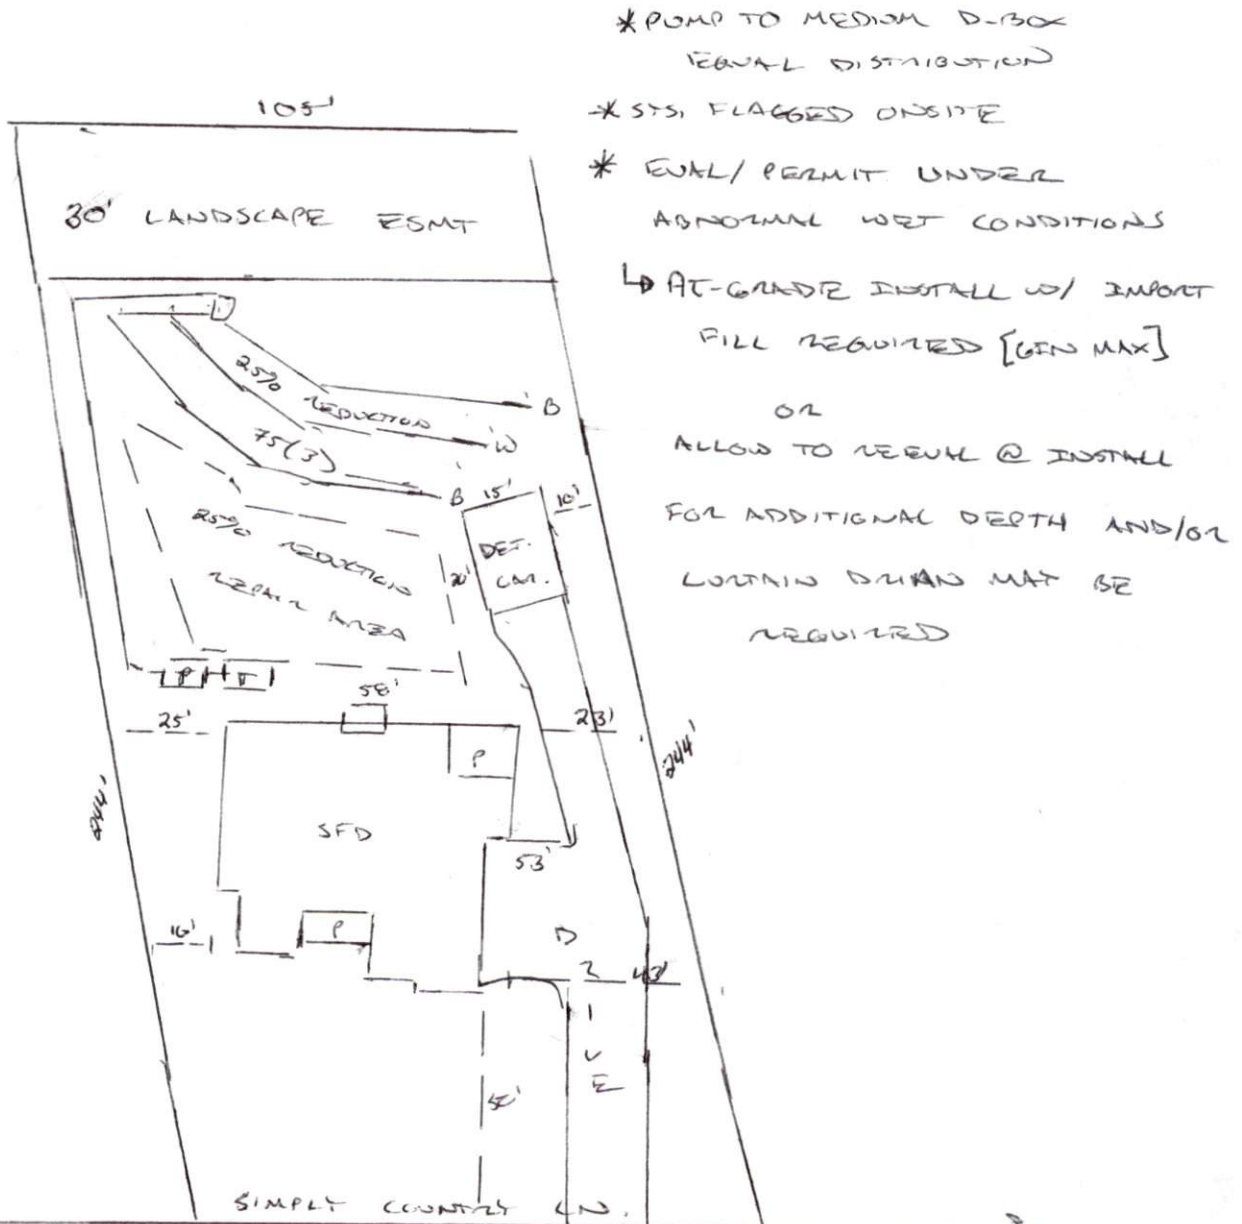 * PUMP TO MEDIUM D-BOX
EQUAL DISTRIBUTION
* SYS. FLAGGED ONSITE
* EVAL/ PERMIT UNDER
ABNORMAL WET CONDITIONS
↳ AT-GRADE INSTALL W/ IMPORT
FILL REQUIRED [6IN MAX]
OR
ALLOW TO REEVAL @ INSTALL
FOR ADDITIONAL DEPTH AND/OR
CURTAIN DRIAN MAY BE
REQUIRED
105'
30' LANDSCAPE ESMT
25%
REDUCTION
75(3)
B
W
B
15'
10'
DET.
GAR.
20'
25% REDUCTION
REPAIR AREA
P
T
58'
25'
23'
P
244'
244'
SFD
53'
16'
P
43'
DRIVE
SIMPLY COUNTRY LN.